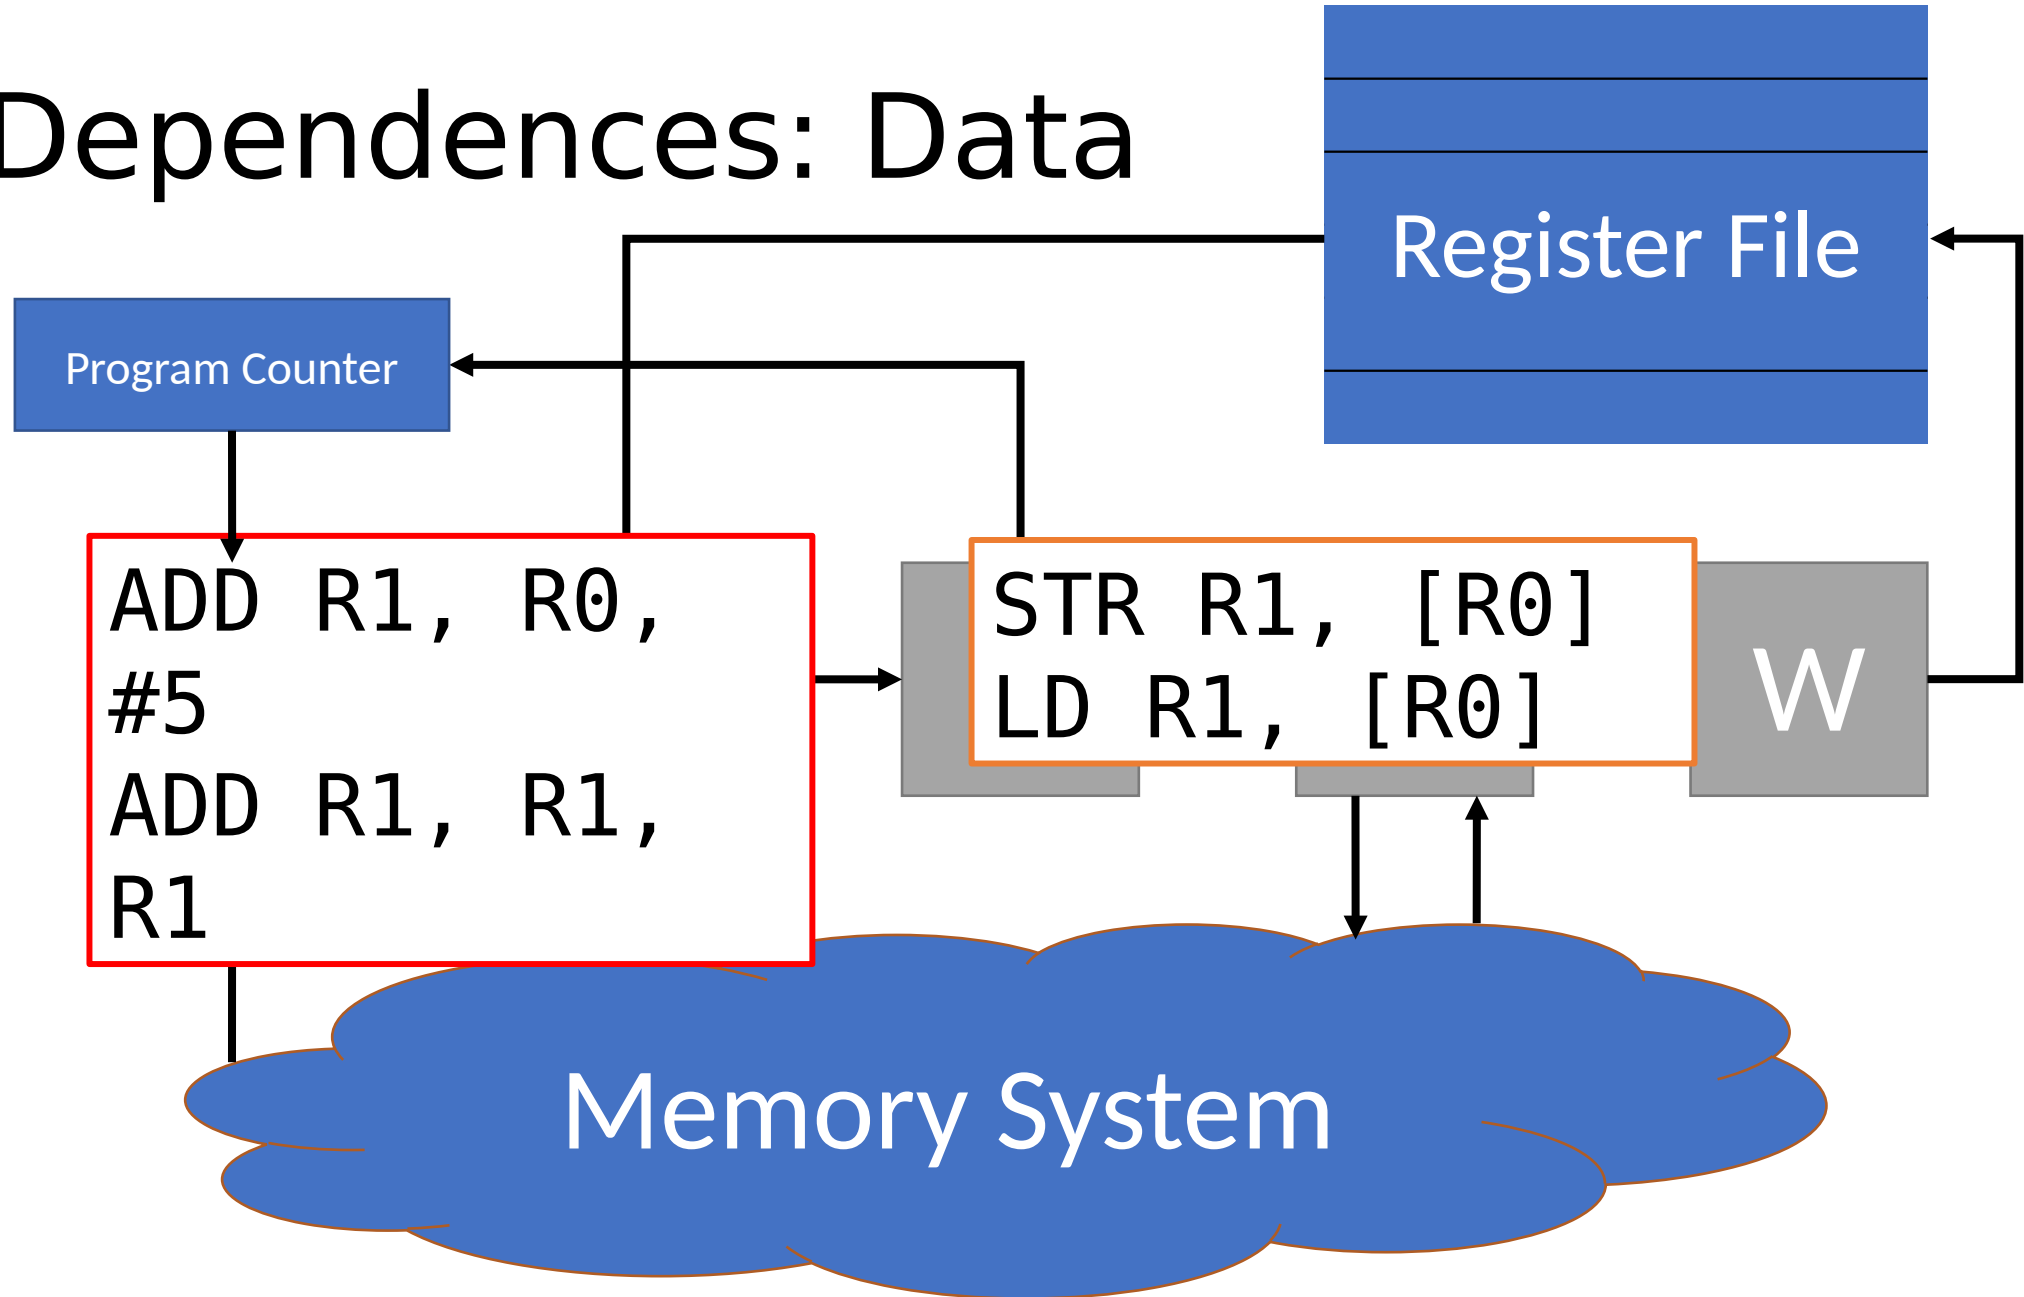 Dependences: Data
Register File
Program Counter
ADD R1, R0,
#5
ADD R1, R1,
R1
STR R1, [R0]
LD R1, [R0]
W
Memory System